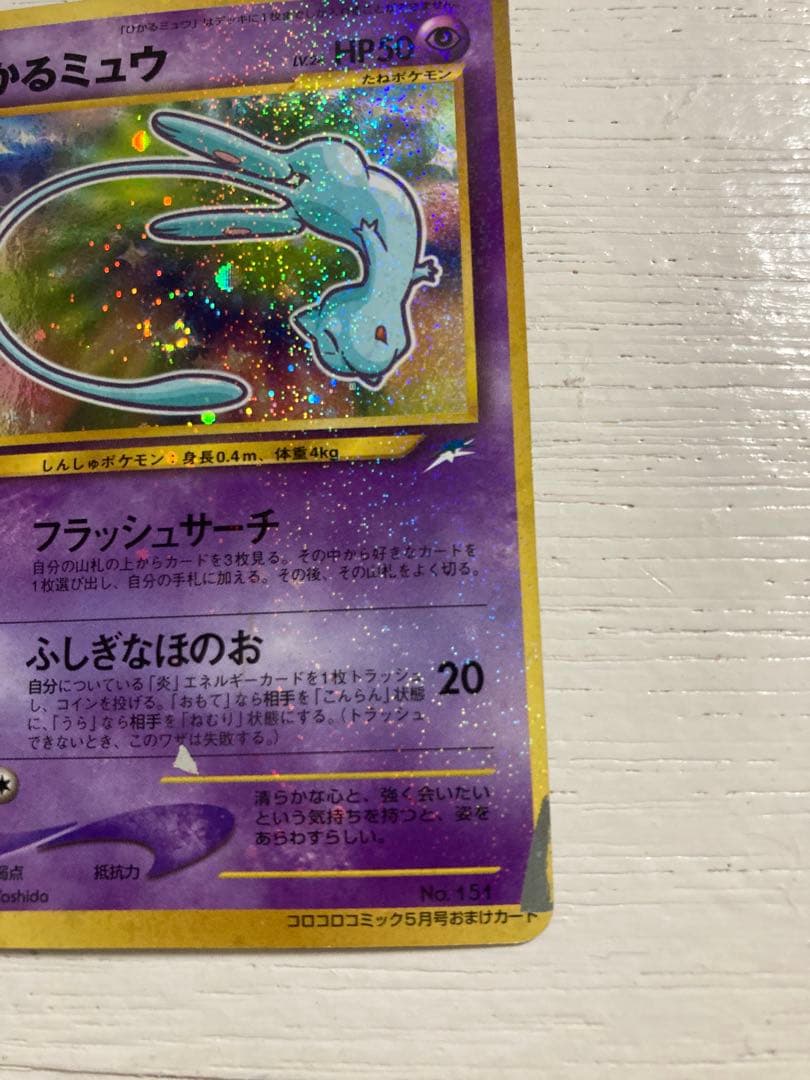 「ひかるミュウ」はデッキに1枚までしか
かるミュウ
LV.
HP50
たねポケモン
しんしゅポケモン:身長0.4m、体重4kg
フラッシュサーチ
自分の山札の上からカードを3枚見る。その中から好きなカードを
1枚選び出し、自分の手札に加える。その後、その山札をよく切る。
ふしぎなほのお
20
自分についている「炎」エネルギーカードを1枚トラッシュ
し、コインを投げる。「おもて」なら相手を「こんらん」状態
に、「うら」なら相手を「ねむり」状態にする。(トラッシュ
できないとき、このワザは失敗する。)
清らかな心と、強く会いたい
という気持ちを持つと、姿を
あらわすらしい。
弱点
抵抗力
oshida
No. 151
コロコロコミック5月号おまけカード